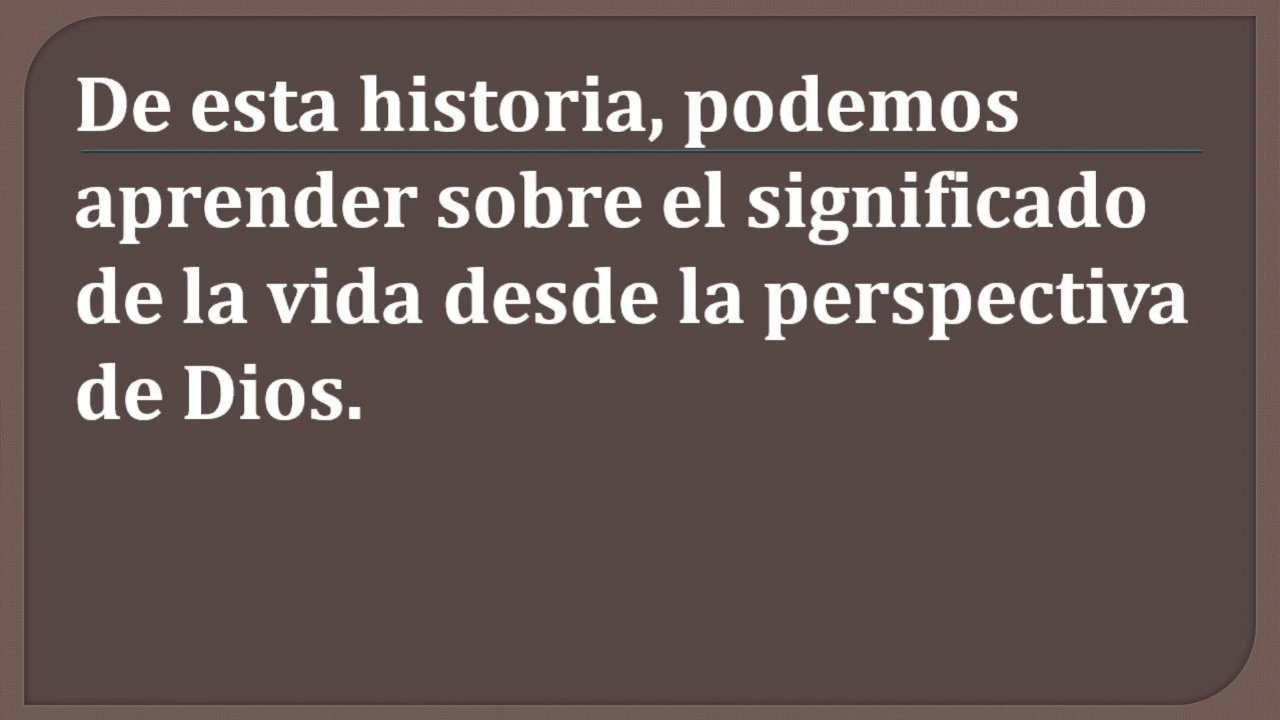 De esta historia, podemos
aprender sobre el significado
de la vida desde la perspectiva
de Dios.